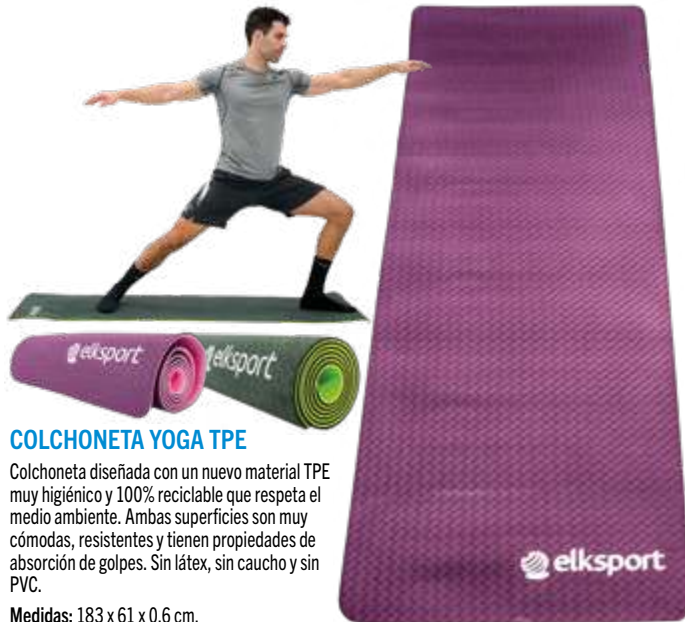 elksport
elksport
COLCHONETA YOGA TPE
Colchoneta diseñada con un nuevo material TPE
muy higiénico y 100% reciclable que respeta el
medio ambiente. Ambas superficies son muy
cómodas, resistentes y tienen propiedades de
absorción de golpes. Sin látex, sin caucho y sin
PVC.
Medidas: 183 x 61 x 0,6 cm.
elksport